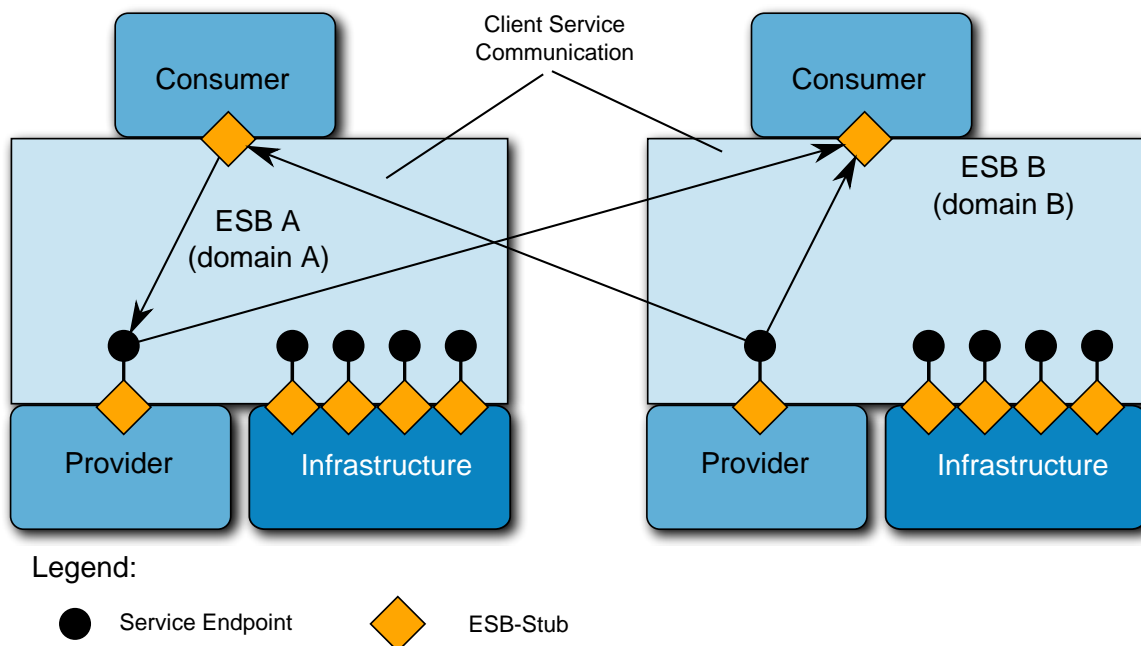 Client Service
Communication
Consumer
Consumer
ESB A
(domain A)
ESB B
(domain B)
Provider
Infrastructure
Provider
Infrastructure
Legend:
Service Endpoint
ESB-Stub